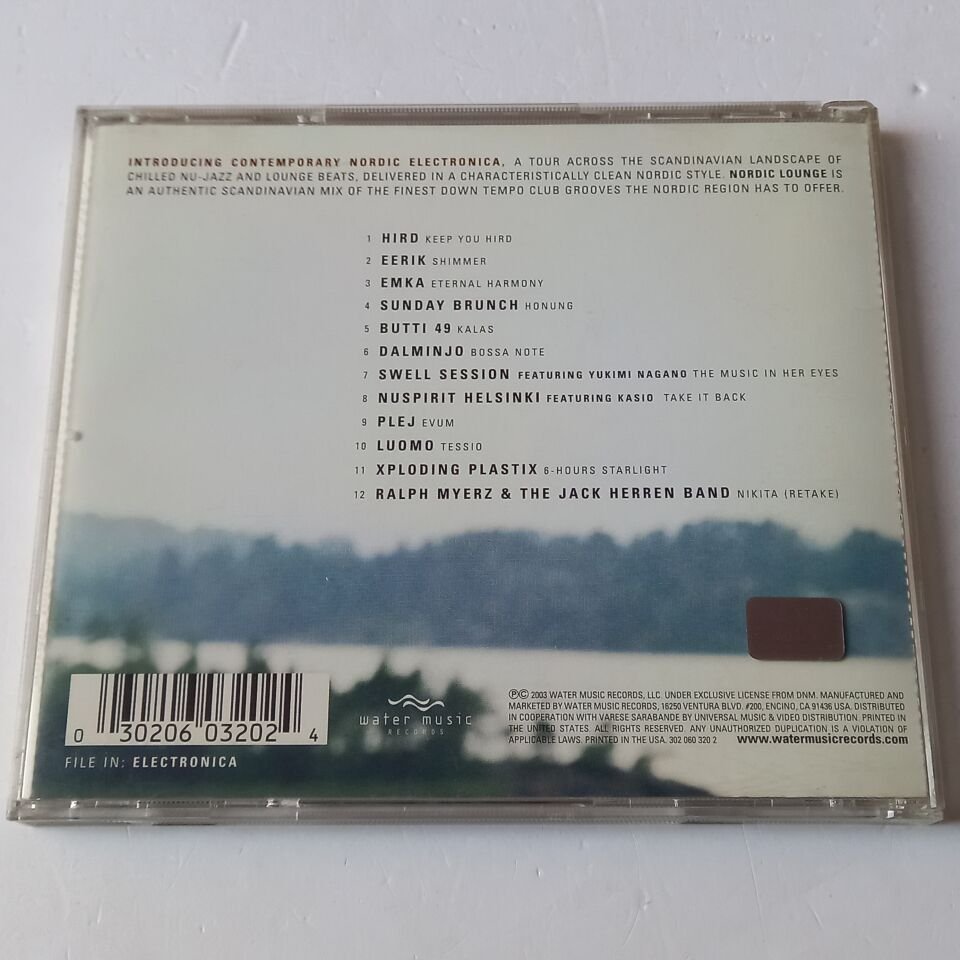 INTRODUCING CONTEMPORARY NORDIC ELECTRONICA, A TOUR ACROSS THE SCANDINAVIAN LANDSCAPE OF
CHILLED NU-JAZZ AND LOUNGE BEATS, DELIVERED IN A CHARACTERISTICALLY CLEAN NORDIC STYLE. NORDIC LOUNGE IS
AN AUTHENTIC SCANDINAVIAN MIX OF THE FINEST DOWN TEMPO CLUB GROOVES THE NORDIC REGION HAS TO OFFER.
1 HIRD KEEP YOU HIRD
2 EERIK SHIMMER
3 EMKA ETERNAL HARMONY
4 SUNDAY BRUNCH HONUNG
5 BUTTI 49 KALAS
6 DALMINJO BOSSA NOTE
7 SWELL SESSION FEATURING YUKIMI NAGANO THE MUSIC IN HER EYES
8 NUSPIRIT HELSINKI FEATURING KASIO TAKE IT BACK
9 PLEJ EVUM
10 LUOMO TESSIO
11 XPLODING PLASTIX 6-HOURS STARLIGHT
12 RALPH MYERZ & THE JACK HERREN BAND NIKITA (RETAKE)
0 30206 03202 4
FILE IN: ELECTRONICA
water music
RECORDS
℗© 2003 WATER MUSIC RECORDS, LLC. UNDER EXCLUSIVE LICENSE FROM DNM. MANUFACTURED AND
MARKETED BY WATER MUSIC RECORDS, 16250 VENTURA BLVD. #200, ENCINO, CA 91436 USA. DISTRIBUTED
IN COOPERATION WITH VARESE SARABANDE BY UNIVERSAL MUSIC & VIDEO DISTRIBUTION. PRINTED IN
THE UNITED STATES. ALL RIGHTS RESERVED. ANY UNAUTHORIZED DUPLICATION IS A VIOLATION OF
APPLICABLE LAWS. PRINTED IN THE USA. 302 060 320 2 www.watermusicrecords.com